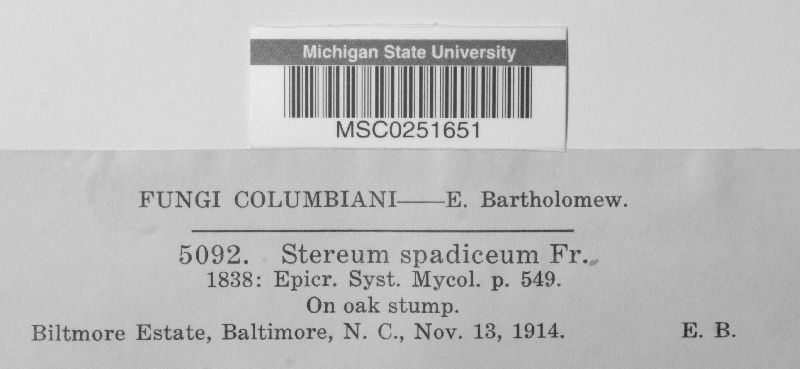 Michigan State University
MSC0251651
FUNGI COLUMBIANI——E. Bartholomew.
5092. Stereum spadiceum Fr.
1838: Epicr. Syst. Mycol. p. 549.
On oak stump.
Biltmore Estate, Baltimore, N. C., Nov. 13, 1914. E. B.